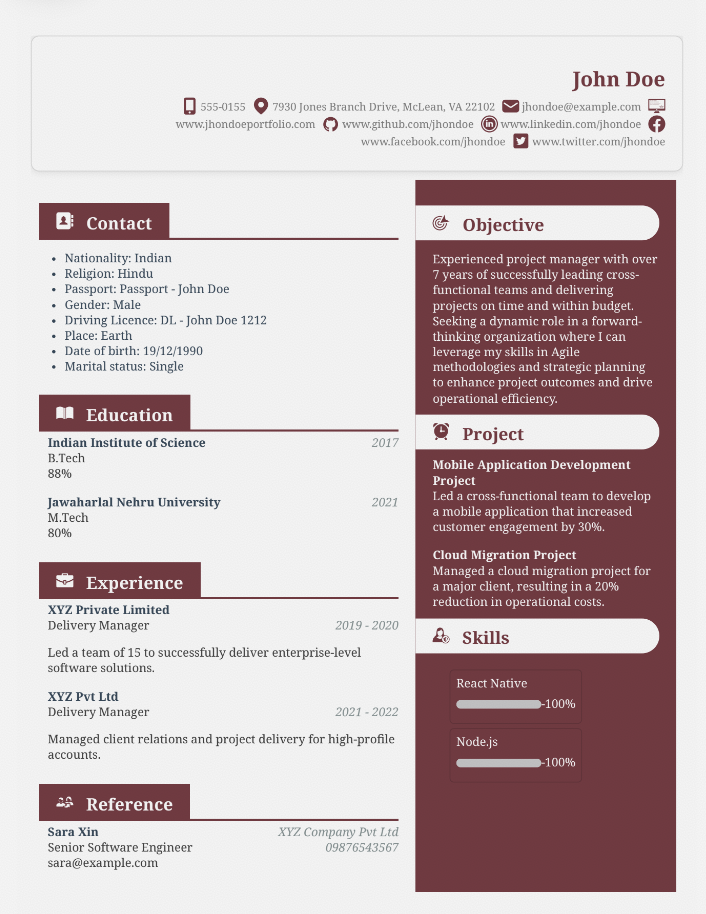 John Doe
555-0155 7930 Jones Branch Drive, McLean, VA 22102 jhondoe@example.com
www.jhondoeportfolio.com www.github.com/jhondoe www.linkedin.com/jhondoe
www.facebook.com/jhondoe www.twitter.com/jhondoe
Contact
• Nationality: Indian
• Religion: Hindu
• Passport: Passport - John Doe
• Gender: Male
• Driving Licence: DL - John Doe 1212
• Place: Earth
• Date of birth: 19/12/1990
• Marital status: Single
Education
Indian Institute of Science 2017
B.Tech
88%
Jawaharlal Nehru University 2021
M.Tech
80%
Experience
XYZ Private Limited
Delivery Manager 2019 - 2020
Led a team of 15 to successfully deliver enterprise-level
software solutions.
XYZ Pvt Ltd
Delivery Manager 2021 - 2022
Managed client relations and project delivery for high-profile
accounts.
Reference
Sara Xin XYZ Company Pvt Ltd
Senior Software Engineer 09876543567
sara@example.com
Objective
Experienced project manager with over
7 years of successfully leading cross-
functional teams and delivering
projects on time and within budget.
Seeking a dynamic role in a forward-
thinking organization where I can
leverage my skills in Agile
methodologies and strategic planning
to enhance project outcomes and drive
operational efficiency.
Project
Mobile Application Development
Project
Led a cross-functional team to develop
a mobile application that increased
customer engagement by 30%.
Cloud Migration Project
Managed a cloud migration project for
a major client, resulting in a 20%
reduction in operational costs.
Skills
React Native
-100%
Node.js
-100%